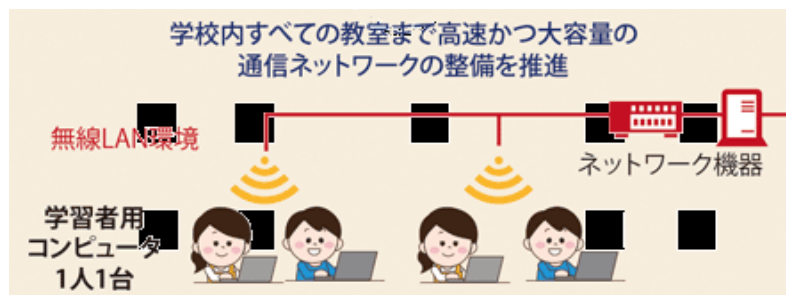 学校内すべての教室まで高速かつ大容量の
通信ネットワークの整備を推進
無線LAN環境
ネットワーク機器
学習者用
コンピュータ
1人1台